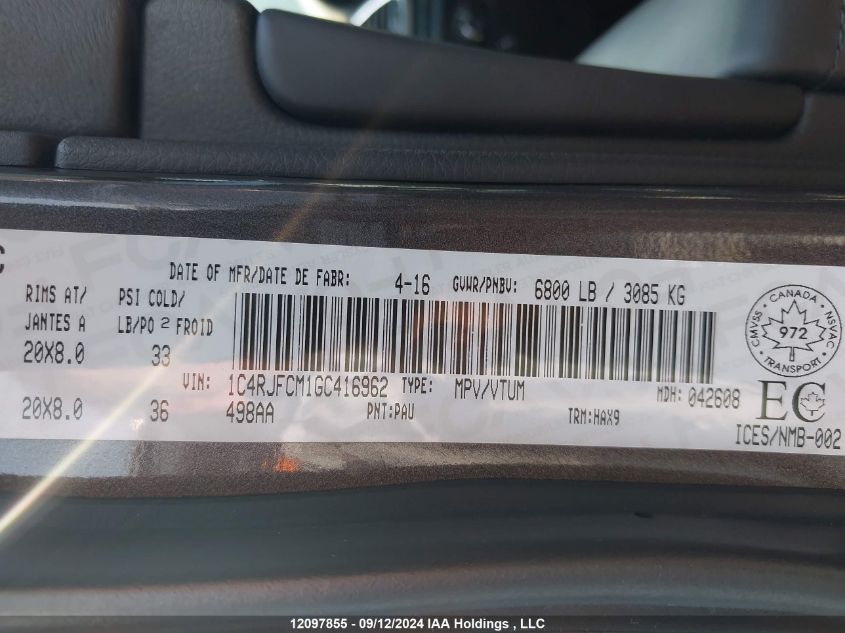 C
DATE OF MFR/DATE DE FABR: 4-16 GVWR/PNBV: 6800 LB / 3085 KG
RIMS AT/ PSI COLD/
JANTES A LB/PO 2 FROID
20X8.0 33
VIN: 1C4RJFCM1GC416962 TYPE: MPV/VTUM MDH: 042608
20X8.0 36 498AA PNT:PAU TRM:HAX9
CMVSS • CANADA • NSVAC
972
TRANSPORT
EC
ICES/NMB-002
12097855 - 09/12/2024 IAA Holdings , LLC